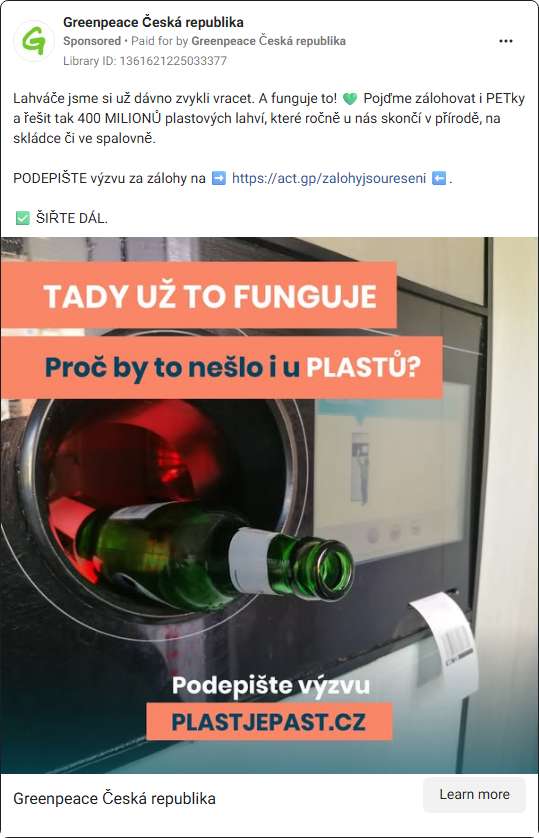 Greenpeace Česká republika
Sponsored • Paid for by Greenpeace Česká republika
Library ID: 1361621225033377
Lahváče jsme si už dávno zvykli vracet. A funguje to! 💚 Pojďme zálohovat i PETky
a řešit tak 400 MILIONŮ plastových lahví, které ročně u nás skončí v přírodě, na
skládce či ve spalovně.
PODEPIŠTE výzvu za zálohy na ➡️ https://act.gp/zalohyjsoureseni ⬅️ .
✅ ŠIŘTE DÁL.
TADY UŽ TO FUNGUJE
Proč by to nešlo i u PLASTŮ?
Podepište výzvu
PLASTJEPAST.CZ
Greenpeace Česká republika
Learn more